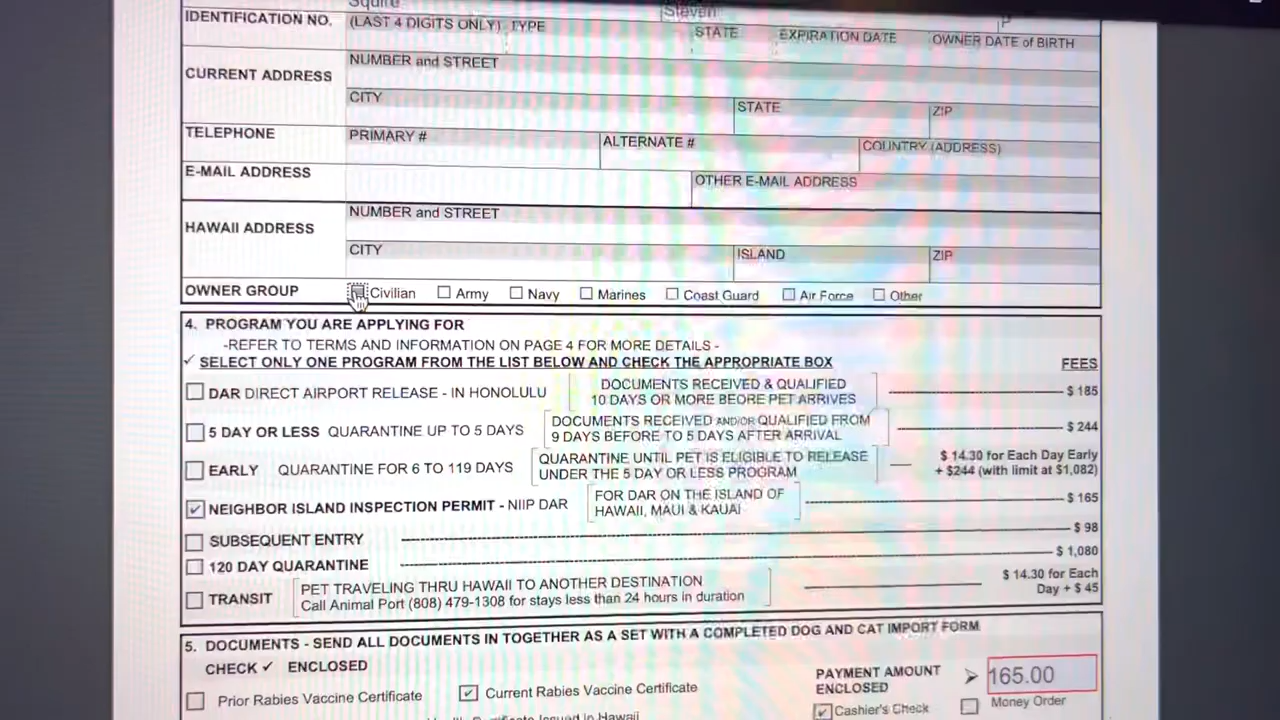 Squire Steven P
IDENTIFICATION NO. (LAST 4 DIGITS ONLY) TYPE STATE EXPIRATION DATE OWNER DATE of BIRTH
CURRENT ADDRESS NUMBER and STREET
CITY STATE ZIP
TELEPHONE PRIMARY # ALTERNATE # COUNTRY (ADDRESS)
E-MAIL ADDRESS OTHER E-MAIL ADDRESS
HAWAII ADDRESS NUMBER and STREET
CITY ISLAND ZIP
OWNER GROUP Civilian Army Navy Marines Coast Guard Air Force Other
4. PROGRAM YOU ARE APPLYING FOR
-REFER TO TERMS AND INFORMATION ON PAGE 4 FOR MORE DETAILS -
✓ SELECT ONLY ONE PROGRAM FROM THE LIST BELOW AND CHECK THE APPROPRIATE BOX FEES
DAR DIRECT AIRPORT RELEASE - IN HONOLULU DOCUMENTS RECEIVED & QUALIFIED
10 DAYS OR MORE BEORE PET ARRIVES $ 185
5 DAY OR LESS QUARANTINE UP TO 5 DAYS DOCUMENTS RECEIVED AND/OR QUALIFIED FROM
9 DAYS BEFORE TO 5 DAYS AFTER ARRIVAL $ 244
EARLY QUARANTINE FOR 6 TO 119 DAYS QUARANTINE UNTIL PET IS ELIGIBLE TO RELEASE
UNDER THE 5 DAY OR LESS PROGRAM $ 14.30 for Each Day Early
+ $244 (with limit at $1,082)
NEIGHBOR ISLAND INSPECTION PERMIT - NIIP DAR FOR DAR ON THE ISLAND OF
HAWAII, MAUI & KAUAI $ 165
SUBSEQUENT ENTRY $ 98
120 DAY QUARANTINE $ 1,080
TRANSIT PET TRAVELING THRU HAWAII TO ANOTHER DESTINATION
Call Animal Port (808) 479-1308 for stays less than 24 hours in duration $ 14.30 for Each
Day + $ 45
5. DOCUMENTS - SEND ALL DOCUMENTS IN TOGETHER AS A SET WITH A COMPLETED DOG AND CAT IMPORT FORM
CHECK ✓ ENCLOSED
PAYMENT AMOUNT
ENCLOSED ➢ 165.00
Prior Rabies Vaccine Certificate Current Rabies Vaccine Certificate
Cashier's Check Money Order
Health Certificate Issued in Hawaii